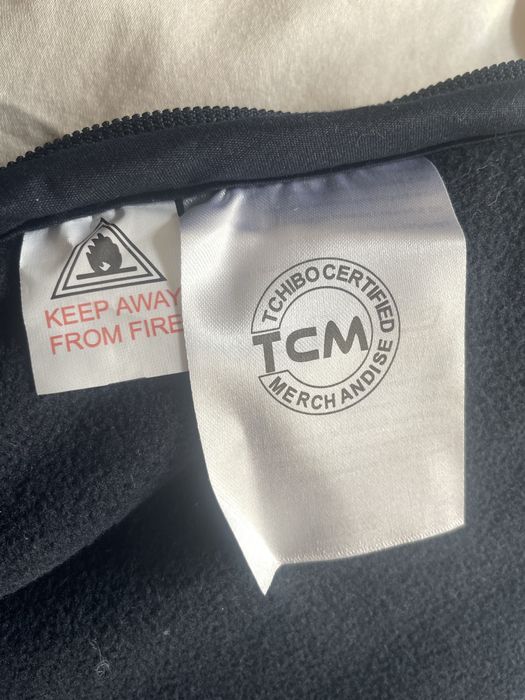 KEEP AWAY
FROM FIRE
TCHIBO CERTIFIED
TCM
MERCHANDISE